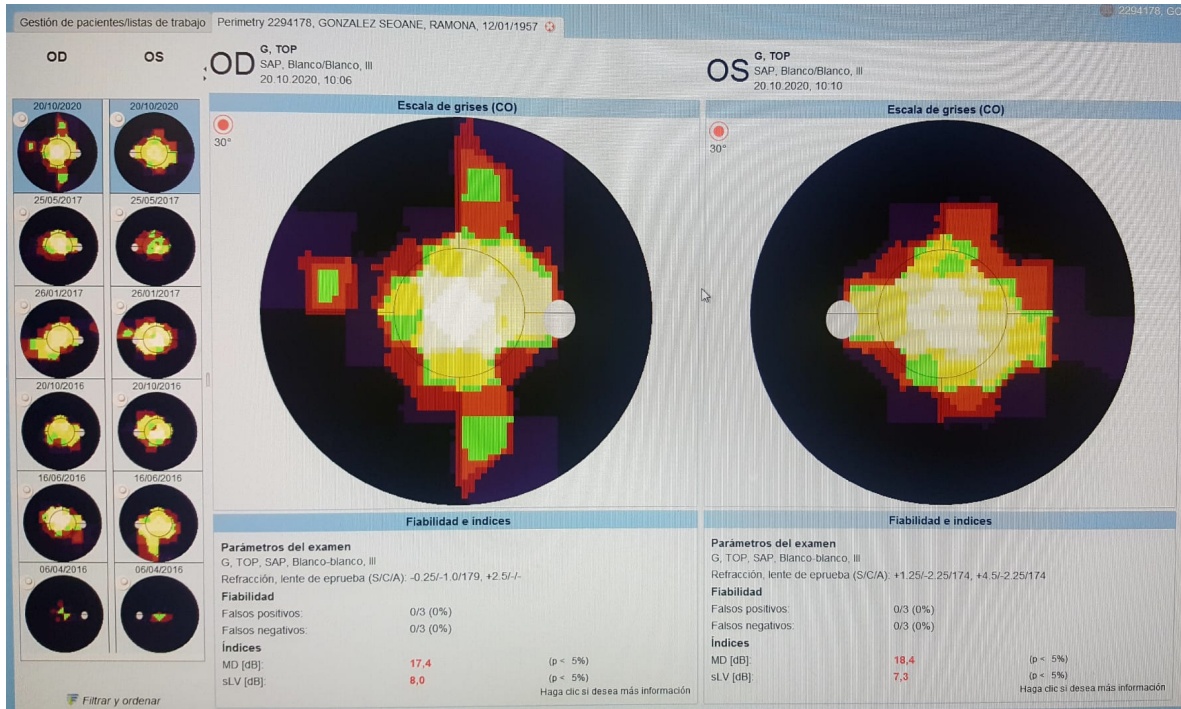 Gestión de pacientes/listas de trabajo
Perimetry 2294178, GONZALEZ SEOANE, RAMONA, 12/01/1957
2294178, GO
OD
OS
20/10/2020
20/10/2020
25/05/2017
25/05/2017
26/01/2017
26/01/2017
20/10/2016
20/10/2016
16/06/2016
16/06/2016
06/04/2016
06/04/2016
Filtrar y ordenar
OD
G, TOP
SAP, Blanco/Blanco, III
20.10.2020, 10:06
Escala de grises (CO)
30°
Fiabilidad e indices
Parámetros del examen
G, TOP, SAP, Blanco-blanco, III
Refracción, lente de eprueba (S/C/A): -0.25/-1.0/179, +2.5/-/-
Fiabilidad
Falsos positivos: 0/3 (0%)
Falsos negativos: 0/3 (0%)
Índices
MD [dB]: 17,4 (p < 5%)
sLV [dB]: 8,0 (p < 5%)
Haga clic si desea más información
OS
G, TOP
SAP, Blanco/Blanco, III
20.10.2020, 10:10
Escala de grises (CO)
30°
Fiabilidad e indices
Parámetros del examen
G, TOP, SAP, Blanco-blanco, III
Refracción, lente de eprueba (S/C/A): +1.25/-2.25/174, +4.5/-2.25/174
Fiabilidad
Falsos positivos: 0/3 (0%)
Falsos negativos: 0/3 (0%)
Índices
MD [dB]: 18,4 (p < 5%)
sLV [dB]: 7,3 (p < 5%)
Haga clic si desea más información